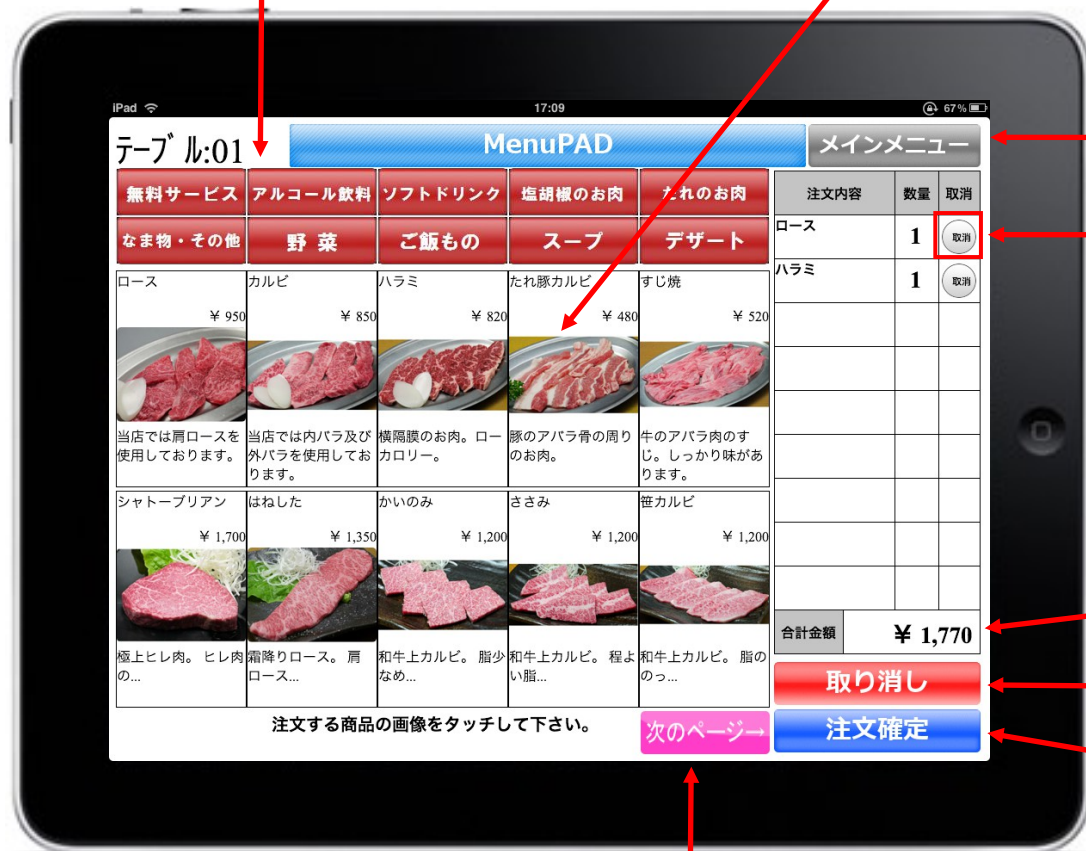 iPad 17:09 67%
テーブル:01 MenuPAD メインメニュー
無料サービス アルコール飲料 ソフトドリンク 塩胡椒のお肉 たれのお肉
なま物・その他 野 菜 ご飯もの スープ デザート
注文内容 数量 取消
ロース 1 取消
ハラミ 1 取消
ロース
¥ 950
当店では肩ロースを
使用しております。
カルビ
¥ 850
当店では内バラ及び
外バラを使用してお
ります。
ハラミ
¥ 820
横隔膜のお肉。ロー
カロリー。
たれ豚カルビ
¥ 480
豚のアバラ骨の周り
のお肉。
すじ焼
¥ 520
牛のアバラ肉のす
じ。しっかり味があ
ります。
シャトーブリアン
¥ 1,700
極上ヒレ肉。 ヒレ肉
の...
はねした
¥ 1,350
霜降りロース。 肩
ロース...
かいのみ
¥ 1,200
和牛上カルビ。 脂少
なめ...
ささみ
¥ 1,200
和牛上カルビ。 程よ
い脂...
笹カルビ
¥ 1,200
和牛上カルビ。 脂の
のっ...
合計金額 ¥ 1,770
取り消し
注文する商品の画像をタッチして下さい。
次のページ→
注文確定